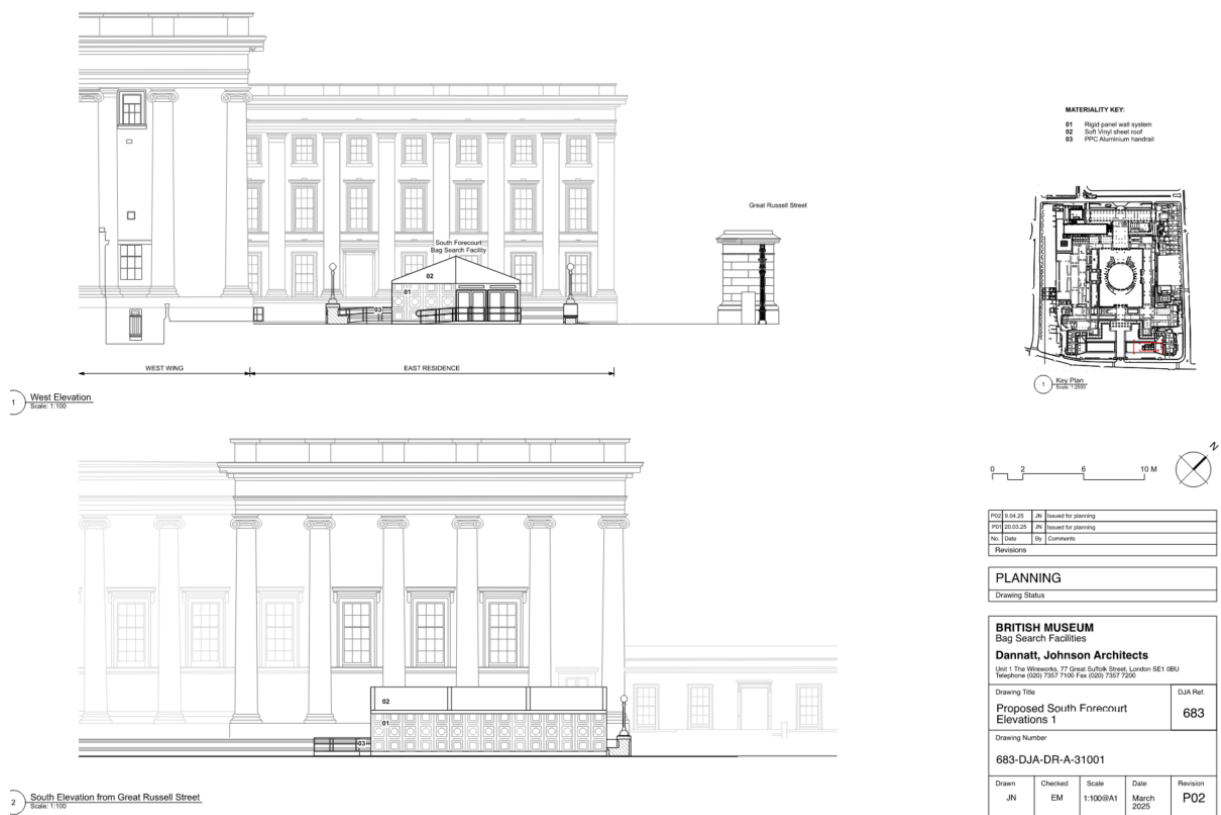 MATERIALITY KEY:
01 Rigid panel wall system
02 Soft Vinyl sheet roof
03 PPC Aluminium handrail
Great Russell Street
South Forecourt
Bag Search Facility
02
01
03
WEST WING
EAST RESIDENCE
1 West Elevation
Scale: 1:100
1 Key Plan
Scale: 1:2500
N
0 2 6 10 M
02
01
03
2 South Elevation from Great Russell Street
Scale: 1:100
P02 9.04.25 JN Issued for planning
P01 20.03.25 JN Issued for planning
No. Date By Comments
Revisions
PLANNING
Drawing Status
BRITISH MUSEUM
Bag Search Facilities
Dannatt, Johnson Architects
Unit 1 The Wireworks, 77 Great Suffolk Street, London SE1 0BU
Telephone (020) 7357 7100 Fax (020) 7357 7200
Drawing Title DJA Ref.
Proposed South Forecourt
Elevations 1
683
Drawing Number
683-DJA-DR-A-31001
Drawn Checked Scale Date Revision
JN EM 1:100@A1 March
2025 P02